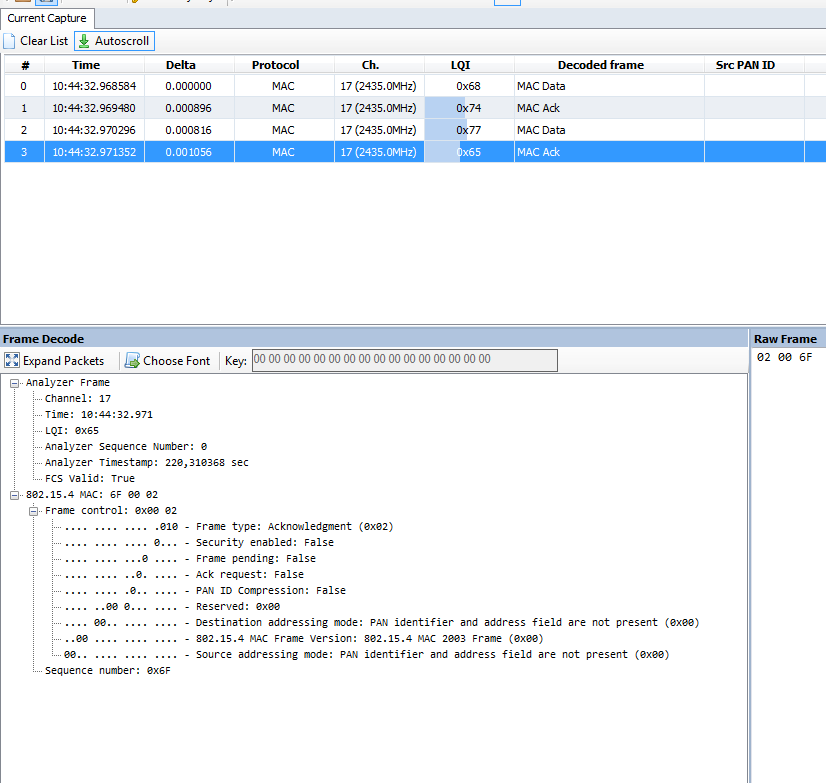 Current Capture
Clear List Autoscroll
# Time Delta Protocol Ch. LQI Decoded frame Src PAN ID
0 10:44:32.968584 0.000000 MAC 17 (2435.0MHz) 0x68 MAC Data
1 10:44:32.969480 0.000896 MAC 17 (2435.0MHz) 0x74 MAC Ack
2 10:44:32.970296 0.000816 MAC 17 (2435.0MHz) 0x77 MAC Data
3 10:44:32.971352 0.001056 MAC 17 (2435.0MHz) 0x65 MAC Ack
Frame Decode
Expand Packets Choose Font Key: 00 00 00 00 00 00 00 00 00 00 00 00 00 00 00 00
Analyzer Frame
Channel: 17
Time: 10:44:32.971
LQI: 0x65
Analyzer Sequence Number: 0
Analyzer Timestamp: 220,310368 sec
FCS Valid: True
802.15.4 MAC: 6F 00 02
Frame control: 0x00 02
.... .... .... .010 - Frame type: Acknowledgment (0x02)
.... .... .... 0... - Security enabled: False
.... .... ...0 .... - Frame pending: False
.... .... ..0. .... - Ack request: False
.... .... .0.. .... - PAN ID Compression: False
.... ..00 0... .... - Reserved: 0x00
.... 00.. .... .... - Destination addressing mode: PAN identifier and address field are not present (0x00)
..00 .... .... .... - 802.15.4 MAC Frame Version: 802.15.4 MAC 2003 Frame (0x00)
00.. .... .... .... - Source addressing mode: PAN identifier and address field are not present (0x00)
Sequence number: 0x6F
Raw Frame
02 00 6F